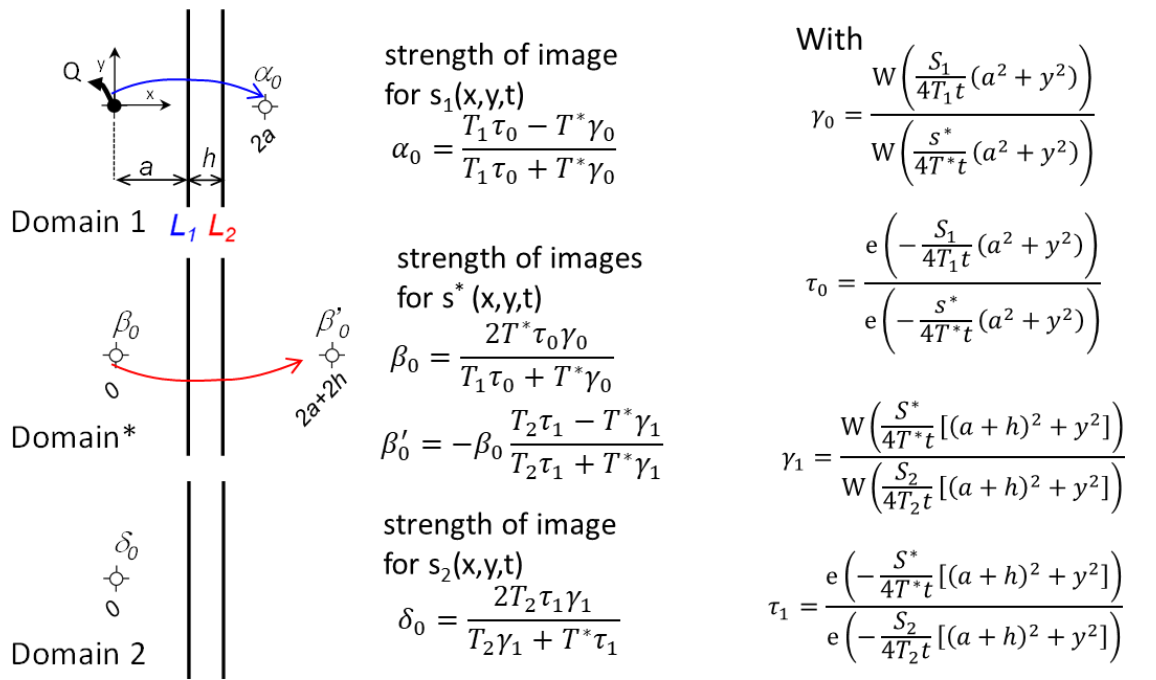 Q
y
x
α₀
2a
a
h
Domain 1
L₁ L₂
β₀
β'₀
0
2a+2h
Domain*
δ₀
0
Domain 2
strength of image
for s₁(x,y,t)
α₀ = (T₁τ₀ − T*γ₀)/(T₁τ₀ + T*γ₀)
strength of images
for s* (x,y,t)
β₀ = 2T*τ₀γ₀/(T₁τ₀ + T*γ₀)
β₀′ = −β₀ (T₂τ₁ − T*γ₁)/(T₂τ₁ + T*γ₁)
strength of image
for s₂(x,y,t)
δ₀ = 2T₂τ₁γ₁/(T₂γ₁ + T*τ₁)
With
γ₀ = W(S₁/4T₁t (a² + y²))/W(s*/4T*t (a² + y²))
τ₀ = e(−S₁/4T₁t (a² + y²))/e(−s*/4T*t (a² + y²))
γ₁ = W(S*/4T*t [(a + h)² + y²])/W(S₂/4T₂t [(a + h)² + y²])
τ₁ = e(−S*/4T*t [(a + h)² + y²])/e(−S₂/4T₂t [(a + h)² + y²])